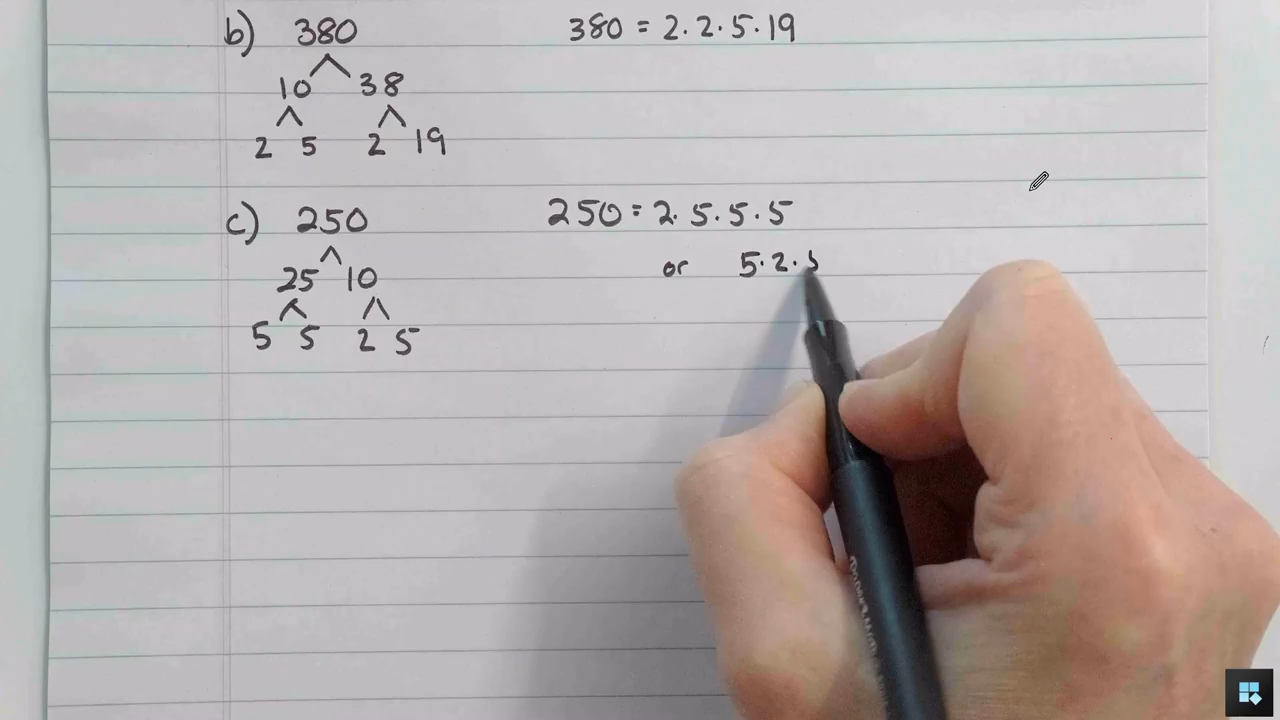 b) 380 380 = 2·2·5·19
10 38
2 5 2 19
c) 250 250 = 2·5·5·5
25 10 or 5·2·
5 5 2 5